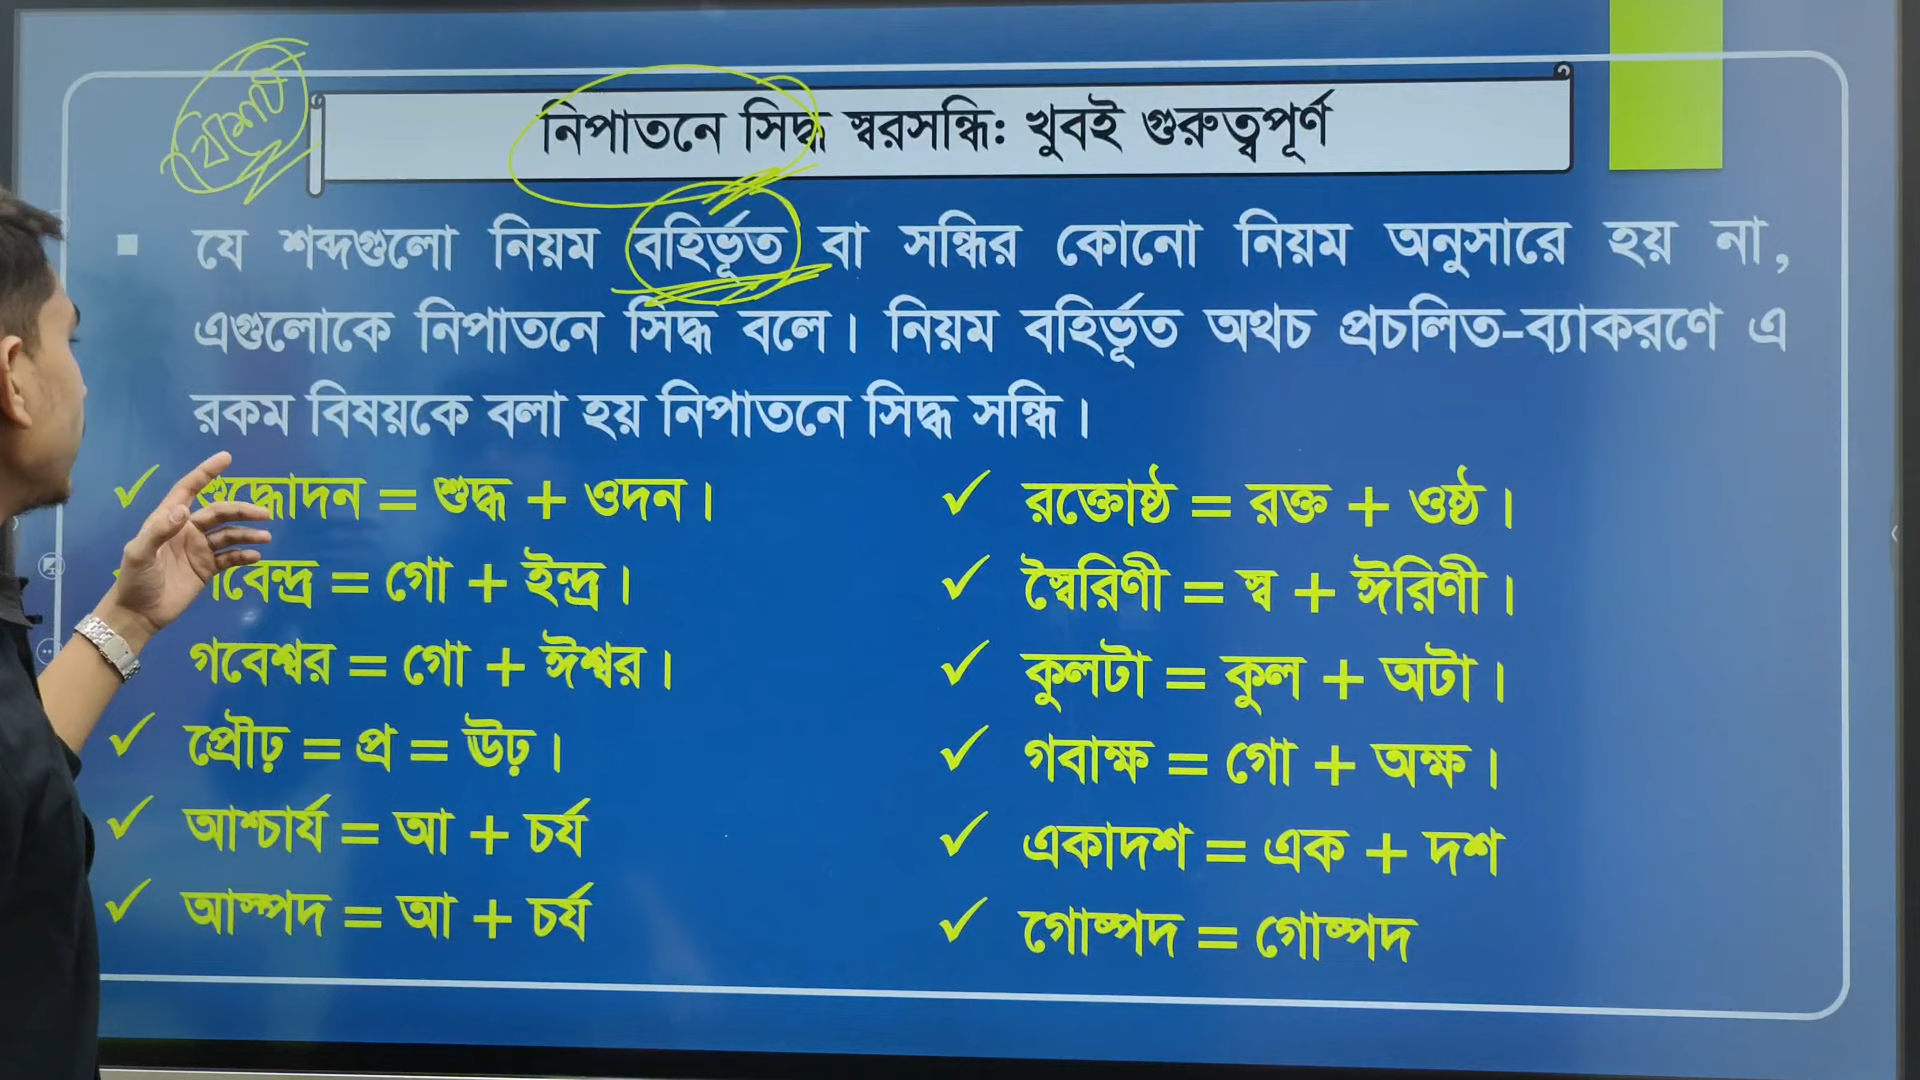 নিপাতনে সিদ্ধ স্বরসন্ধি: খুবই গুরুত্বপূর্ণ
যে শব্দগুলো নিয়ম বহির্ভূত বা সন্ধির কোনো নিয়ম অনুসারে হয় না,
এগুলোকে নিপাতনে সিদ্ধ বলে। নিয়ম বহির্ভূত অথচ প্রচলিত-ব্যাকরণে এ
রকম বিষয়কে বলা হয় নিপাতনে সিদ্ধ সন্ধি।
= শুদ্ধ + ওদন।
= গো + ইন্দ্র।
গবেশ্বর = গো + ঈশ্বর।
প্রৌঢ় = প্র = ঊঢ়।
আশ্চার্য = আ + চর্য
আস্পদ = আ + চর্য
রক্তোষ্ঠ = রক্ত + ওষ্ঠ।
স্বৈরিণী = স্ব + ঈরিণী।
কুলটা = কুল + অটা।
গবাক্ষ = গো + অক্ষ।
একাদশ = এক + দশ
গোষ্পদ = গোষ্পদ